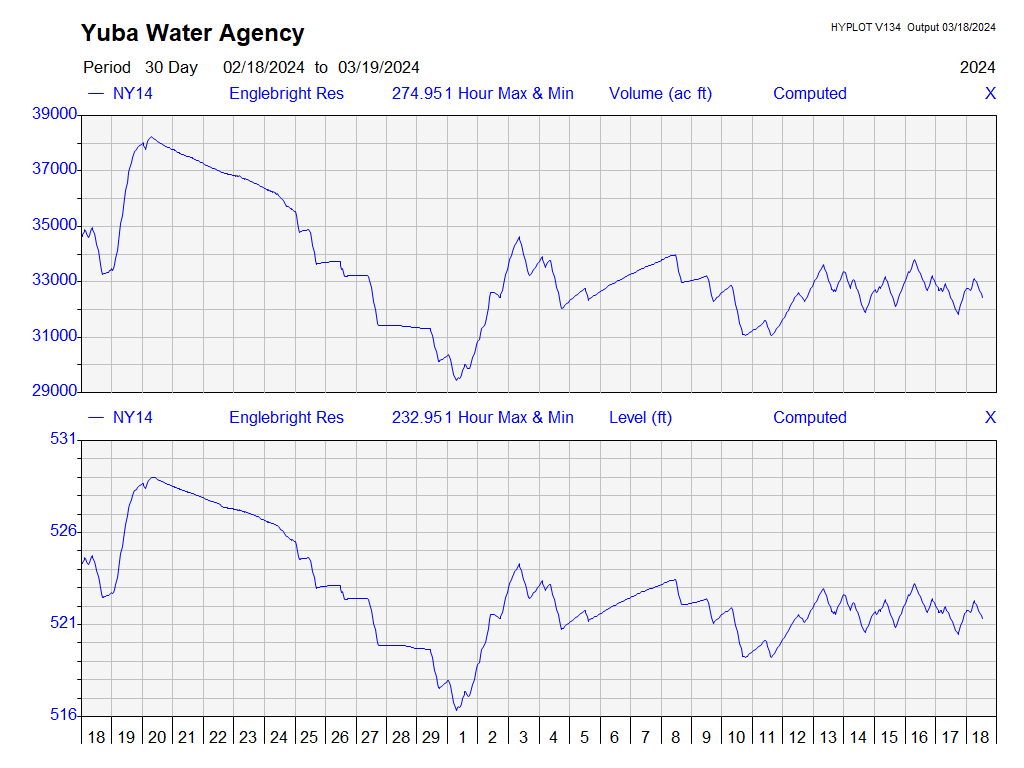 Yuba Water Agency
HYPLOT V134 Output 03/18/2024
Period 30 Day 02/18/2024 to 03/19/2024
2024
NY14 Englebright Res 274.951 Hour Max & Min Volume (ac ft) Computed X
39000
37000
35000
33000
31000
29000
NY14 Englebright Res 232.951 Hour Max & Min Level (ft) Computed X
531
526
521
516
18 19 20 21 22 23 24 25 26 27 28 29 1 2 3 4 5 6 7 8 9 10 11 12 13 14 15 16 17 18